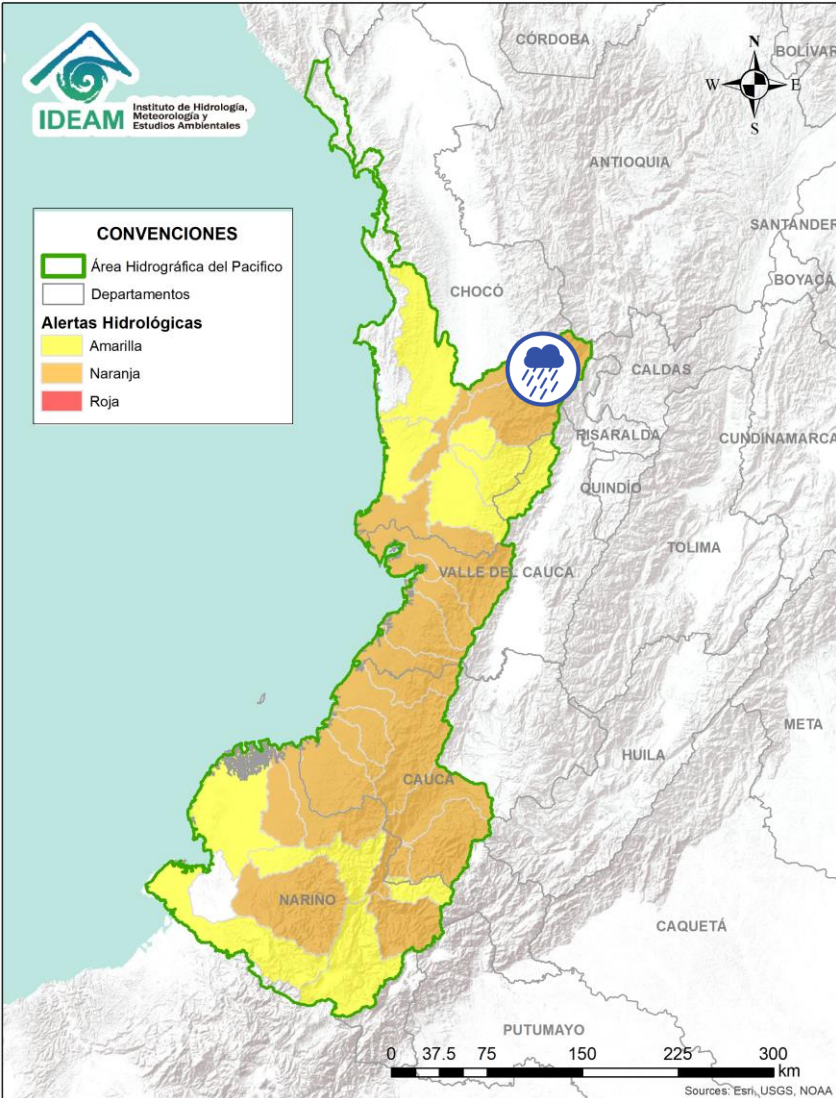 IDEAM
Instituto de Hidrología,
Meteorología y
Estudios Ambientales
N
W
E
S
CONVENCIONES
Área Hidrográfica del Pacifico
Departamentos
Alertas Hidrológicas
Amarilla
Naranja
Roja
CÓRDOBA
BOLÍVAR
ANTIOQUIA
SANTANDER
BOYACÁ
CHOCÓ
CALDAS
RISARALDA
CUNDINAMARCA
QUINDÍO
TOLIMA
VALLE DEL CAUCA
META
HUILA
CAUCA
NARIÑO
CAQUETÁ
PUTUMAYO
0 37.5 75 150 225 300
km
Sources: Esri, USGS, NOAA